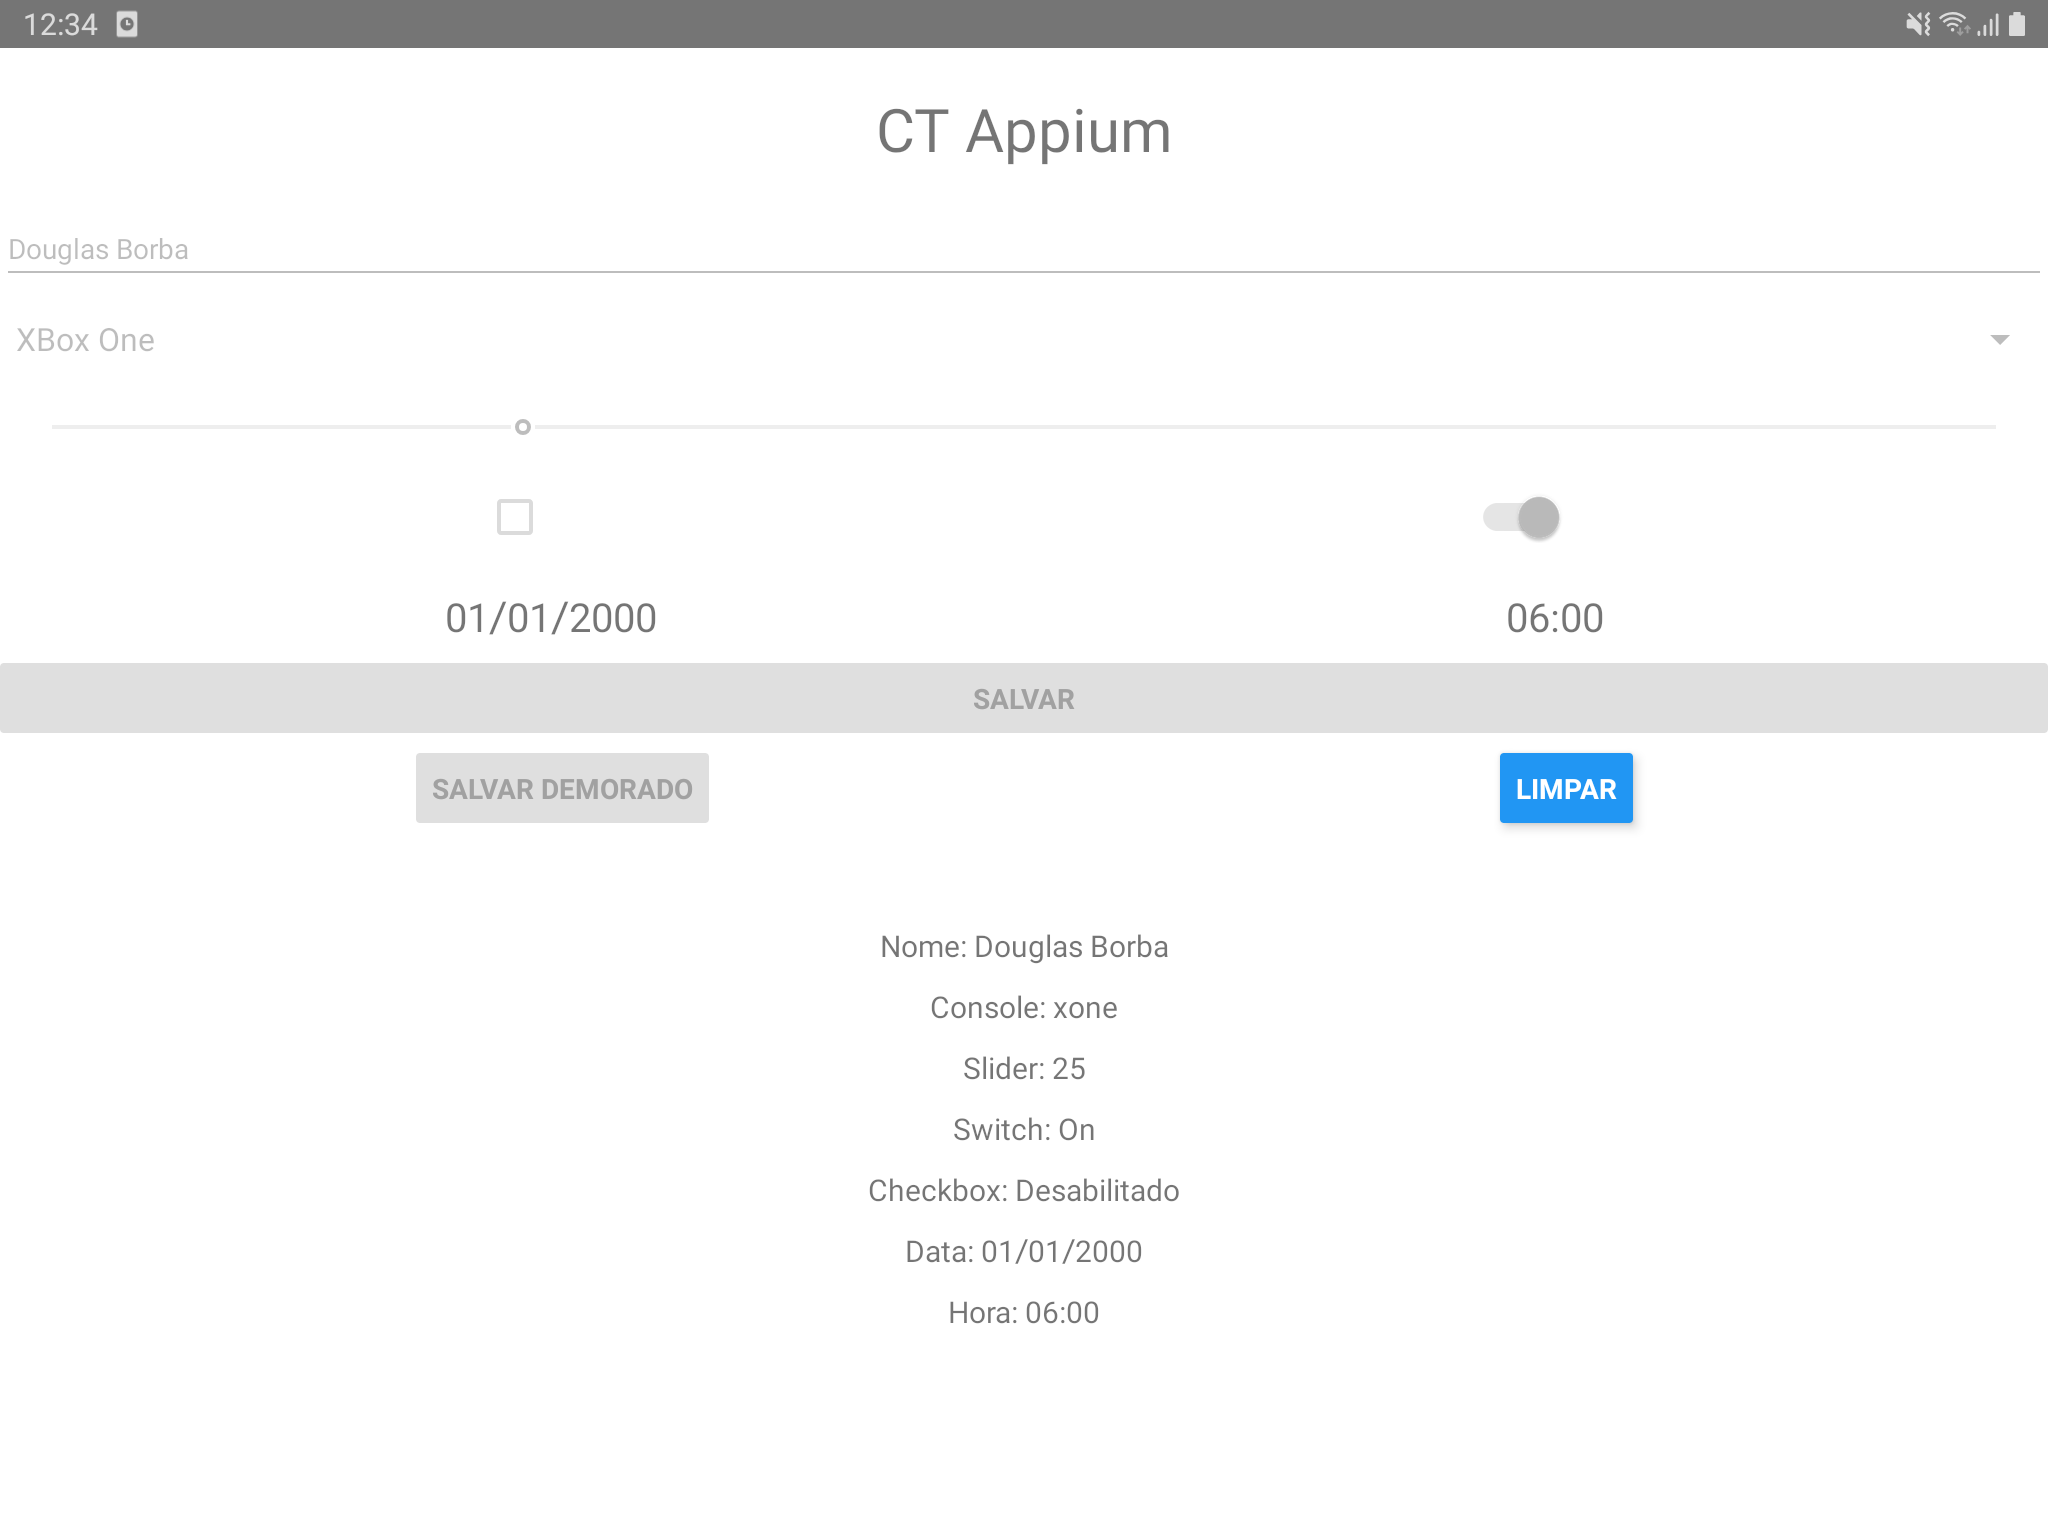 12:34
CT Appium
Douglas Borba
XBox One
01/01/2000 06:00
SALVAR
SALVAR DEMORADO LIMPAR
Nome: Douglas Borba
Console: xone
Slider: 25
Switch: On
Checkbox: Desabilitado
Data: 01/01/2000
Hora: 06:00